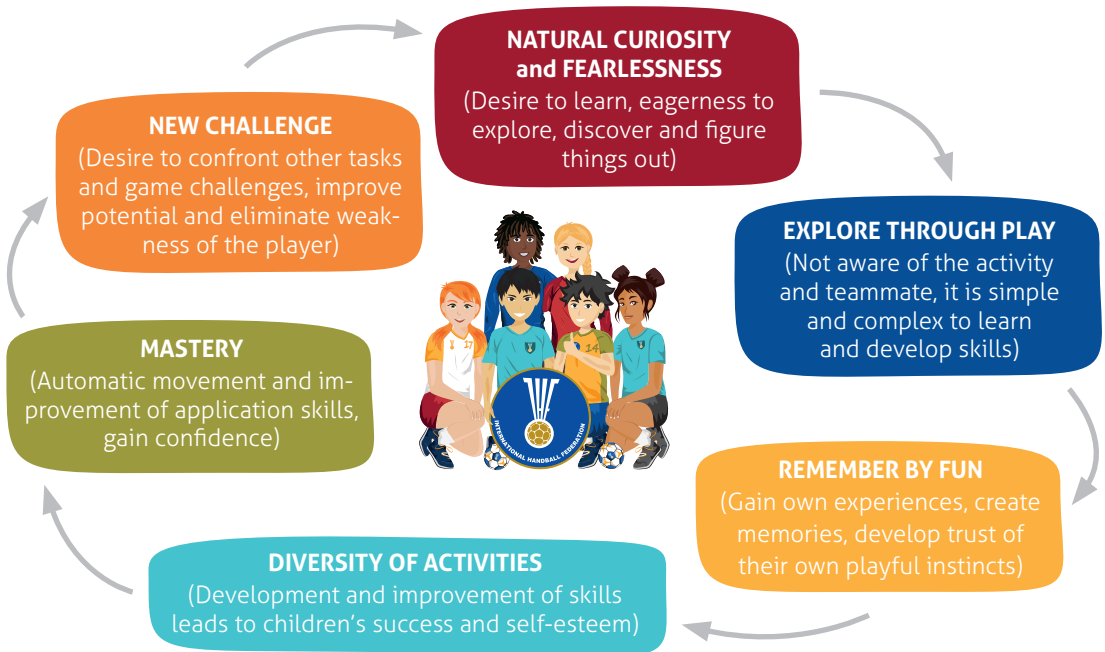 NATURAL CURIOSITY
and FEARLESSNESS
(Desire to learn, eagerness to
explore, discover and figure
things out)
EXPLORE THROUGH PLAY
(Not aware of the activity
and teammate, it is simple
and complex to learn
and develop skills)
REMEMBER BY FUN
(Gain own experiences, create
memories, develop trust of
their own playful instincts)
DIVERSITY OF ACTIVITIES
(Development and improvement of skills
leads to children’s success and self-esteem)
MASTERY
(Automatic movement and im-
provement of application skills,
gain confidence)
NEW CHALLENGE
(Desire to confront other tasks
and game challenges, improve
potential and eliminate weak-
ness of the player)
17
14
INTERNATIONAL HANDBALL FEDERATION